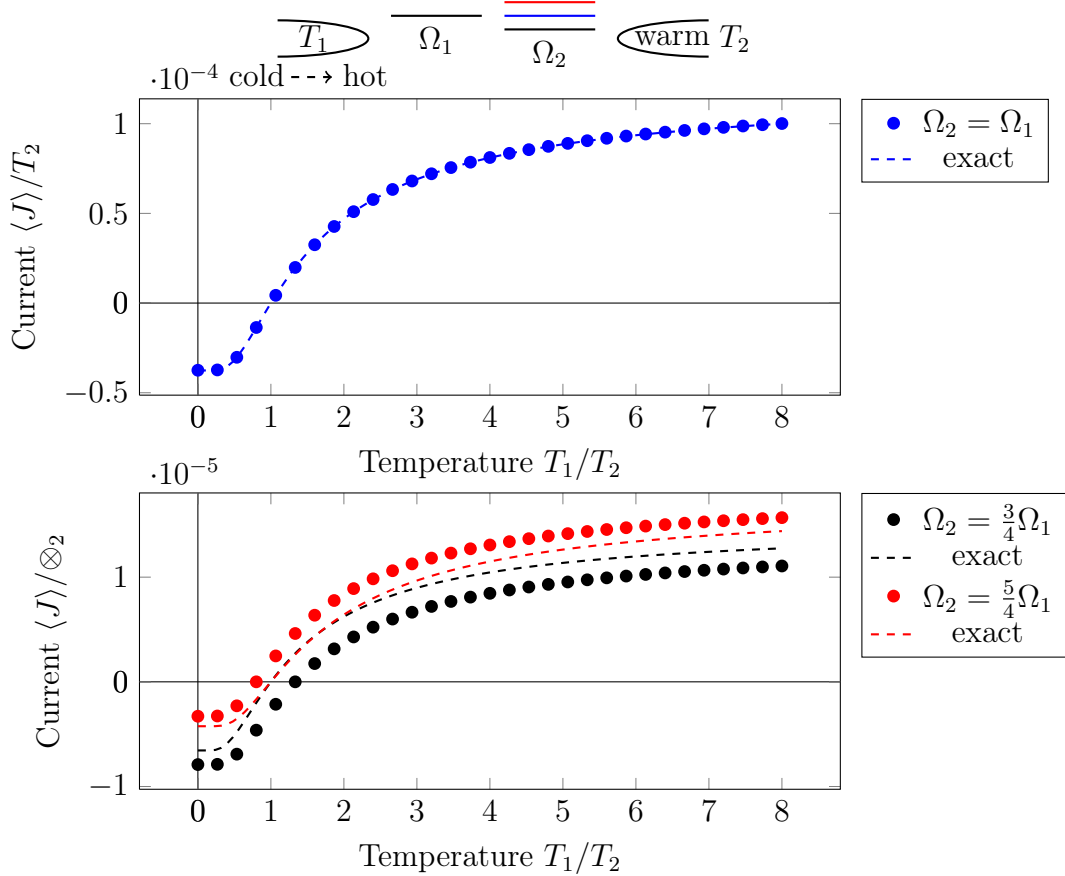 T₁ Ω₁ Ω₂ warm T₂
cold hot
·10⁻⁴
Current ⟨J⟩/T₂
1
0.5
0
−0.5
0 1 2 3 4 5 6 7 8
Temperature T₁/T₂
Ω₂ = Ω₁
exact
·10⁻⁵
Current ⟨J⟩/⊗₂
1
0
−1
0 1 2 3 4 5 6 7 8
Temperature T₁/T₂
Ω₂ = ¾Ω₁
exact
Ω₂ = 5/4Ω₁
exact